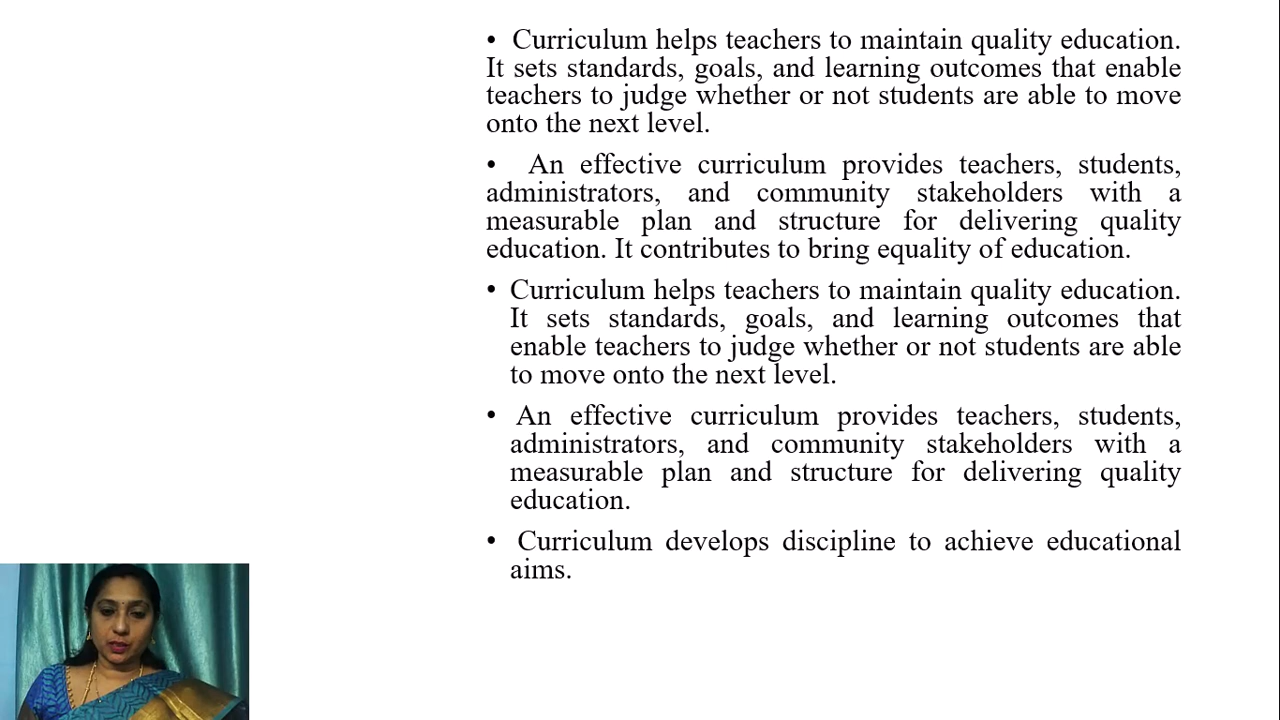 • Curriculum helps teachers to maintain quality education.
It sets standards, goals, and learning outcomes that enable
teachers to judge whether or not students are able to move
onto the next level.
• An effective curriculum provides teachers, students,
administrators, and community stakeholders with a
measurable plan and structure for delivering quality
education. It contributes to bring equality of education.
• Curriculum helps teachers to maintain quality education.
It sets standards, goals, and learning outcomes that
enable teachers to judge whether or not students are able
to move onto the next level.
• An effective curriculum provides teachers, students,
administrators, and community stakeholders with a
measurable plan and structure for delivering quality
education.
• Curriculum develops discipline to achieve educational
aims.